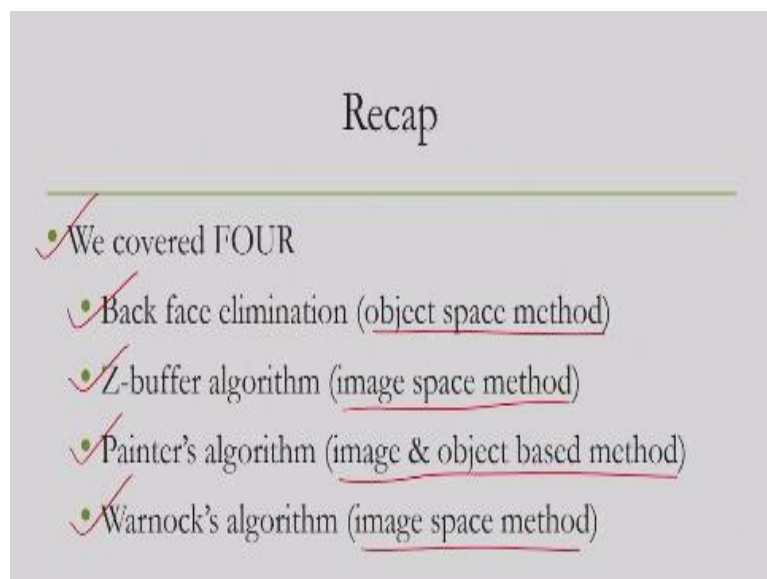 Recap
• We covered FOUR
• Back face elimination (object space method)
• Z-buffer algorithm (image space method)
• Painter's algorithm (image & object based method)
• Warnock's algorithm (image space method)